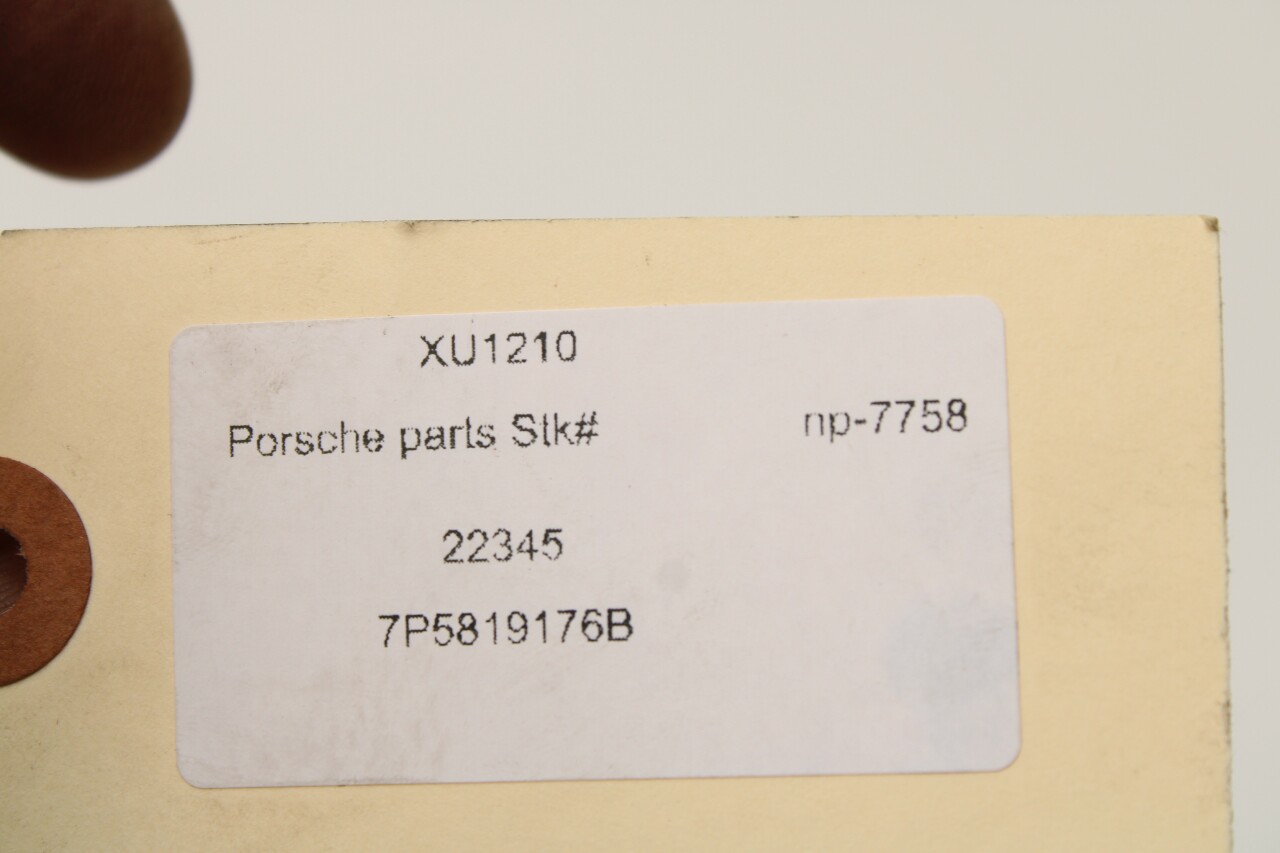 XU1210
Porsche parts Stk# np-7758
22345
7P5819176B